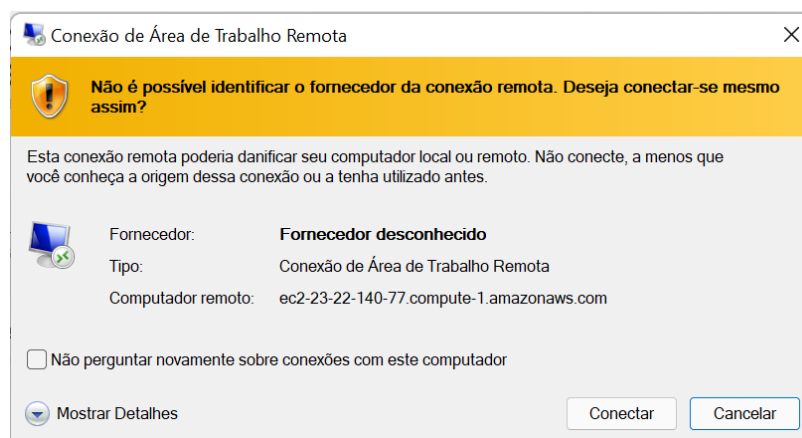 Conexão de Área de Trabalho Remota
Não é possível identificar o fornecedor da conexão remota. Deseja conectar-se mesmo
assim?
Esta conexão remota poderia danificar seu computador local ou remoto. Não conecte, a menos que
você conheça a origem dessa conexão ou a tenha utilizado antes.
Fornecedor: Fornecedor desconhecido
Tipo: Conexão de Área de Trabalho Remota
Computador remoto: ec2-23-22-140-77.compute-1.amazonaws.com
Não perguntar novamente sobre conexões com este computador
Mostrar Detalhes Conectar Cancelar